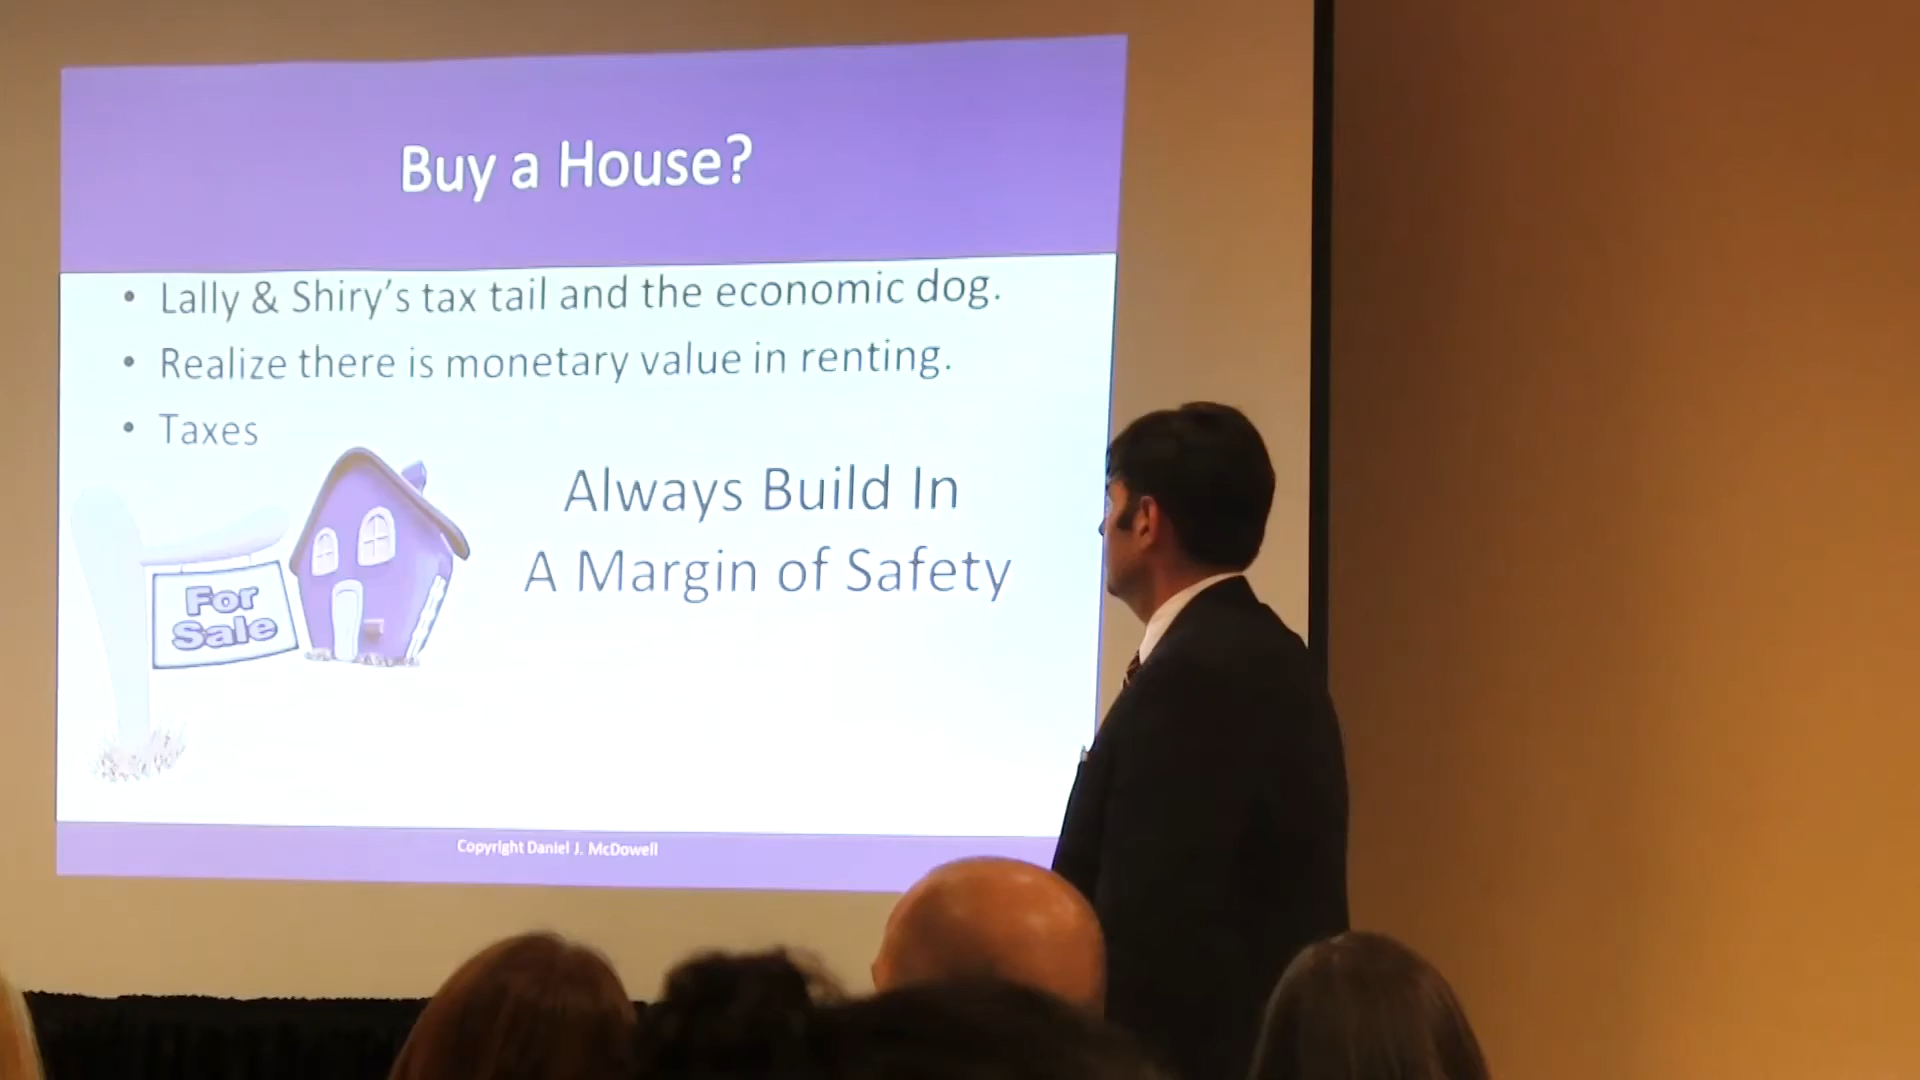 Buy a House?
• Lally & Shiry's tax tail and the economic dog.
• Realize there is monetary value in renting.
• Taxes
Always Build In
A Margin of Safety
For
Sale
Copyright Daniel J. McDowell